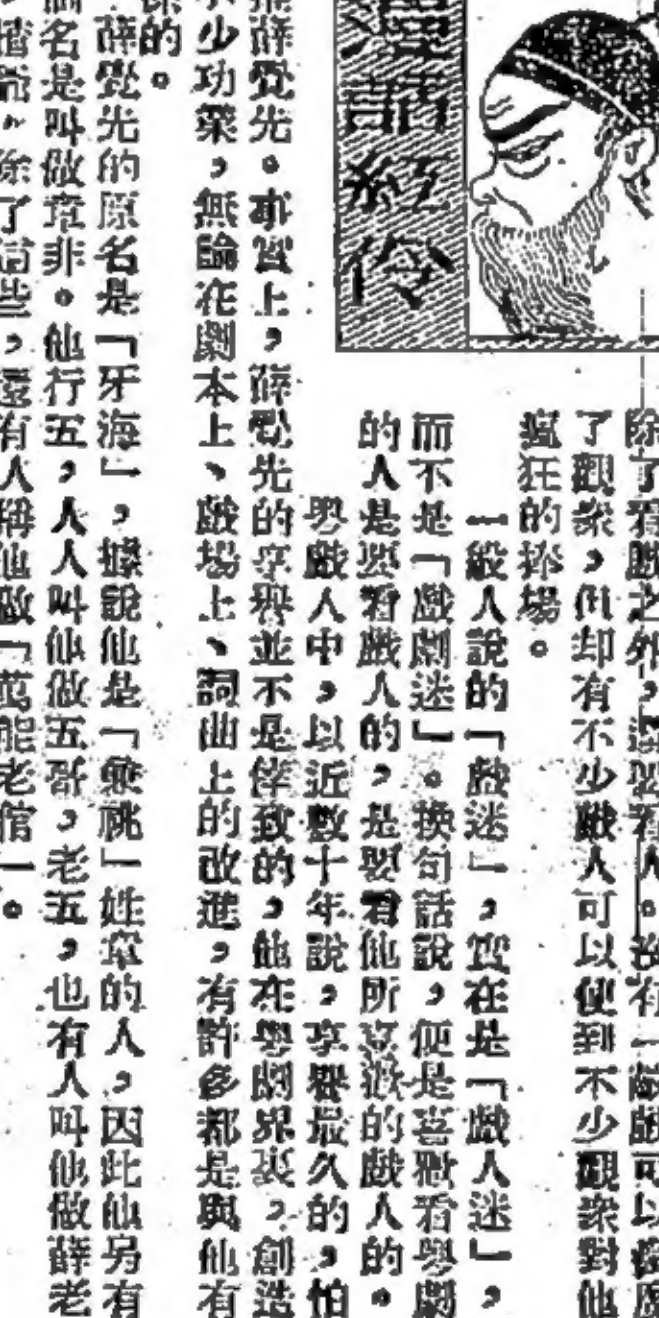 漫話紅伶
除了看戲之外，還要看人。沒有一齣戲可以優
了觀衆，但却有不少戲人可以使到不少觀衆對他
瘋狂的捧場。
一般人說的「戲迷」，實在是「戲人迷」，
而不是「戲劇迷」。換句話說，便是喜歡看粵劇
的人是要看戲人的，是要看他所喜歡的戲人的。
粵戲人中，以近數十年說，享譽最久的，怕
薛覺先。事實上，薛覺先的享譽並不是倖致的，他在粵劇界裏，創造
少功業，無論在劇本上、戲場上、詞曲上的改進，有許多都是與他有
係的。
薛覺先的原名是「牙海」，據說他是「兼祧」姓章的人，因此他另有
個名是叫做章非。他行五，人人叫他做五哥，老五，也有人叫他做薛老
除了這些，還有人稱他做「萬能老倌」。